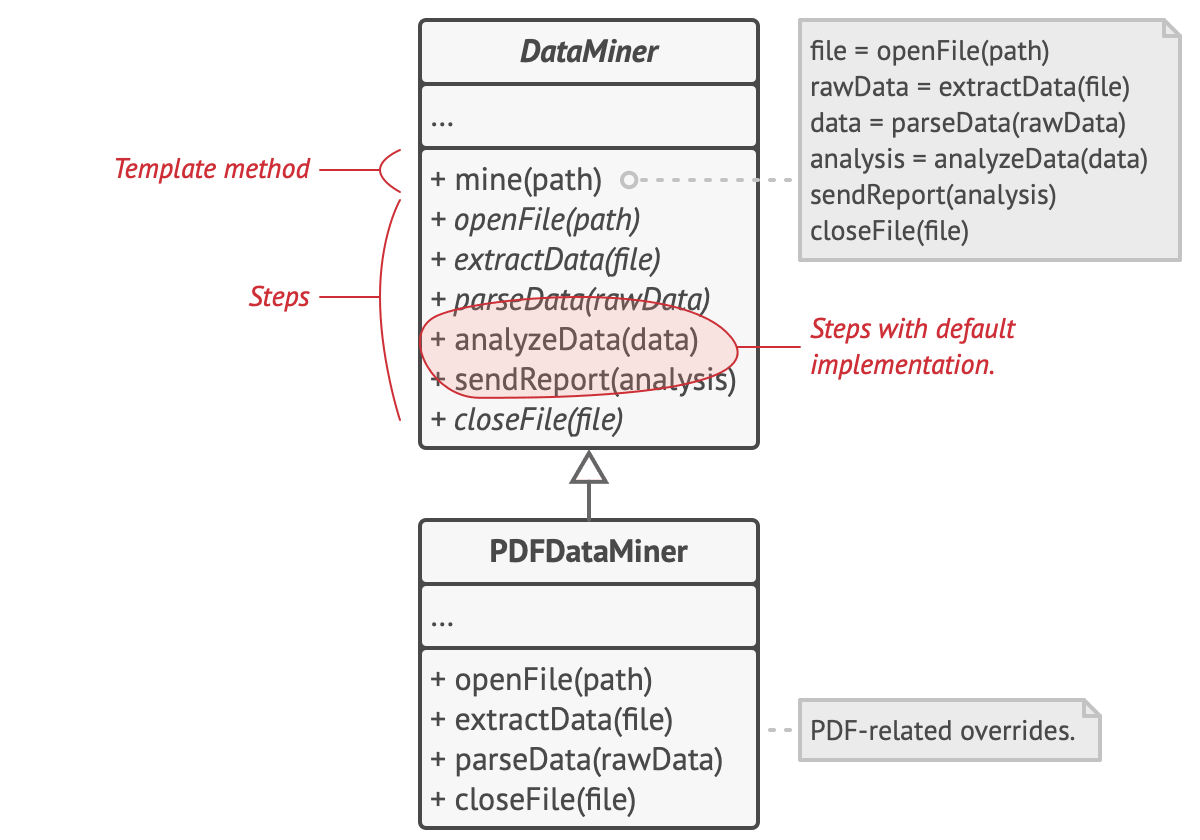 DataMiner
...
Template method
+ mine(path)
+ openFile(path)
+ extractData(file)
+ parseData(rawData)
+ analyzeData(data)
+ sendReport(analysis)
+ closeFile(file)
Steps
file = openFile(path)
rawData = extractData(file)
data = parseData(rawData)
analysis = analyzeData(data)
sendReport(analysis)
closeFile(file)
Steps with default
implementation.
PDFDataMiner
...
+ openFile(path)
+ extractData(file)
+ parseData(rawData)
+ closeFile(file)
PDF-related overrides.